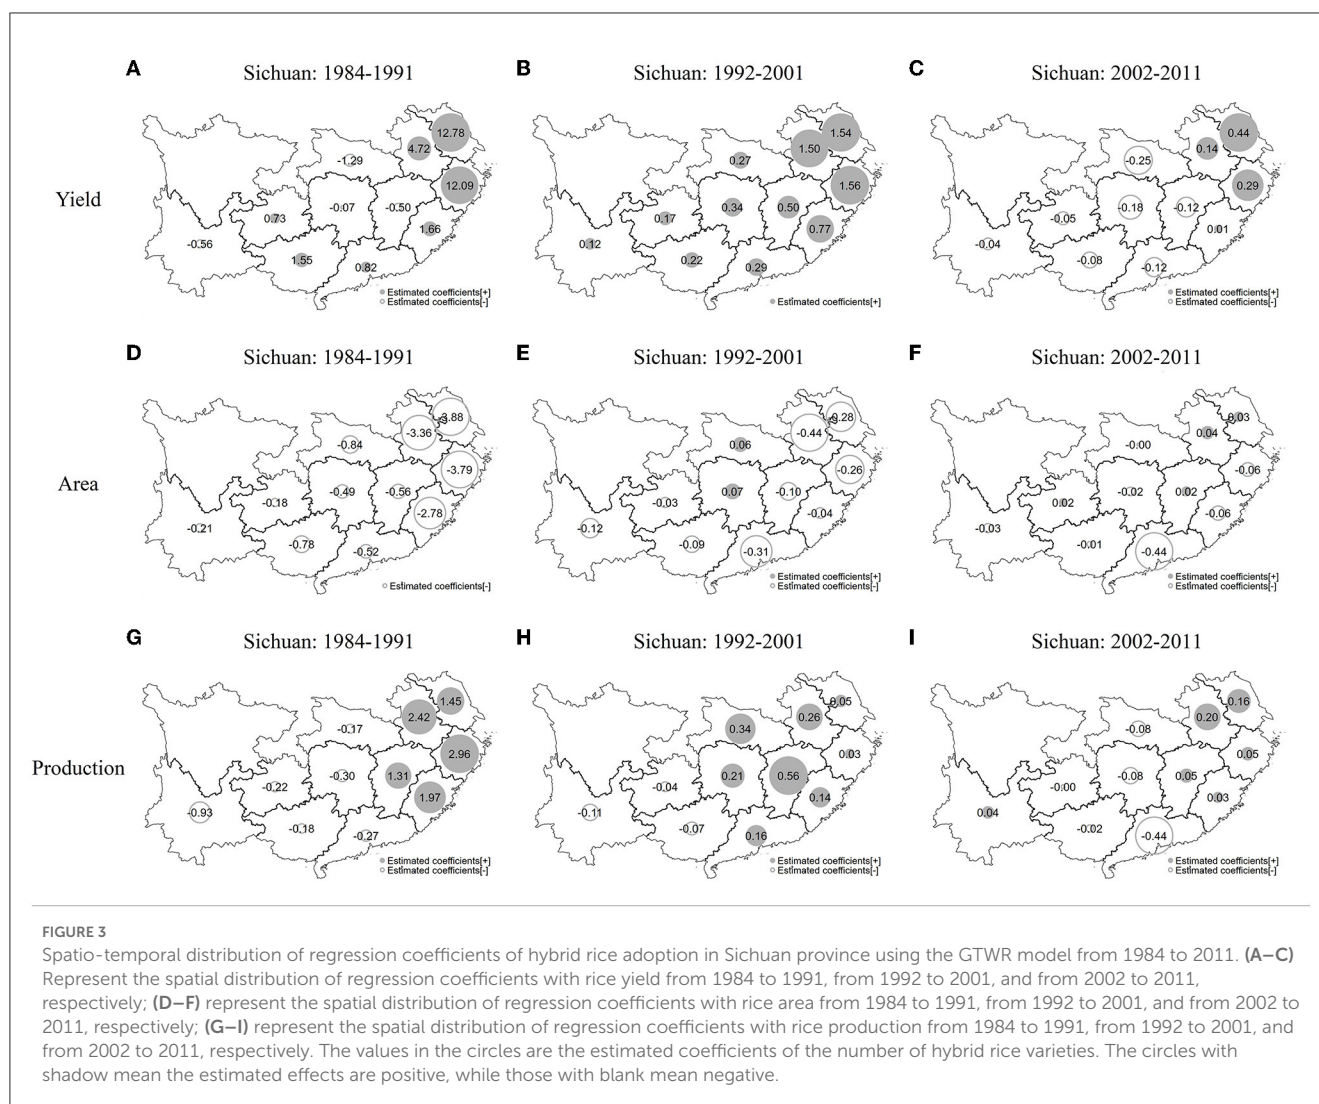 A
Sichuan: 1984-1991
B
Sichuan: 1992-2001
C
Sichuan: 2002-2011
Yield
12.78
4.72
-1.29
12.09
-0.07
-0.50
0.73
1.66
-0.56
1.55
0.82
Estimated coefficients[+]
Estimated coefficients[-]
1.54
1.50
0.27
1.56
0.34
0.50
0.17
0.77
0.12
0.22
0.29
Estimated coefficients[+]
0.44
0.14
-0.25
0.29
-0.18
-0.12
-0.05
0.01
-0.04
-0.08
-0.12
Estimated coefficients[+]
Estimated coefficients[-]
D
Sichuan: 1984-1991
E
Sichuan: 1992-2001
F
Sichuan: 2002-2011
Area
-3.88
-3.36
-0.84
-3.79
-0.49
-0.56
-0.18
-2.78
-0.21
-0.78
-0.52
Estimated coefficients[-]
-0.28
-0.44
0.06
-0.26
0.07
-0.10
-0.03
-0.04
-0.12
-0.09
-0.31
Estimated coefficients[+]
Estimated coefficients[-]
0.04
-0.00
-0.06
-0.02
0.02
0.02
-0.06
-0.03
-0.01
-0.44
Estimated coefficients[+]
Estimated coefficients[-]
G
Sichuan: 1984-1991
H
Sichuan: 1992-2001
I
Sichuan: 2002-2011
Production
1.45
2.42
-0.17
2.96
-0.30
1.31
-0.22
1.97
-0.93
-0.18
-0.27
0.05
0.26
0.34
0.03
0.21
0.56
-0.04
0.14
-0.11
-0.07
0.16
Estimated coefficients[+]
Estimated coefficients[-]
0.16
0.20
-0.08
0.05
-0.08
0.05
-0.00
0.03
0.04
-0.02
-0.44
Estimated coefficients[+]
Estimated coefficients[-]
FIGURE 3
Spatio-temporal distribution of regression coefficients of hybrid rice adoption in Sichuan province using the GTWR model from 1984 to 2011. (A–C)
Represent the spatial distribution of regression coefficients with rice yield from 1984 to 1991, from 1992 to 2001, and from 2002 to 2011,
respectively; (D–F) represent the spatial distribution of regression coefficients with rice area from 1984 to 1991, from 1992 to 2001, and from 2002 to
2011, respectively; (G–I) represent the spatial distribution of regression coefficients with rice production from 1984 to 1991, from 1992 to 2001, and
from 2002 to 2011, respectively. The values in the circles are the estimated coefficients of the number of hybrid rice varieties. The circles with
shadow mean the estimated effects are positive, while those with blank mean negative.